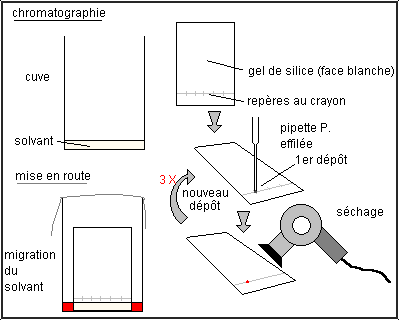 chromatographie
cuve
solvant
gel de silice (face blanche)
repères au crayon
pipette P.
effilée
1er dépôt
3 X
nouveau
dépôt
séchage
mise en route
migration
du
solvant